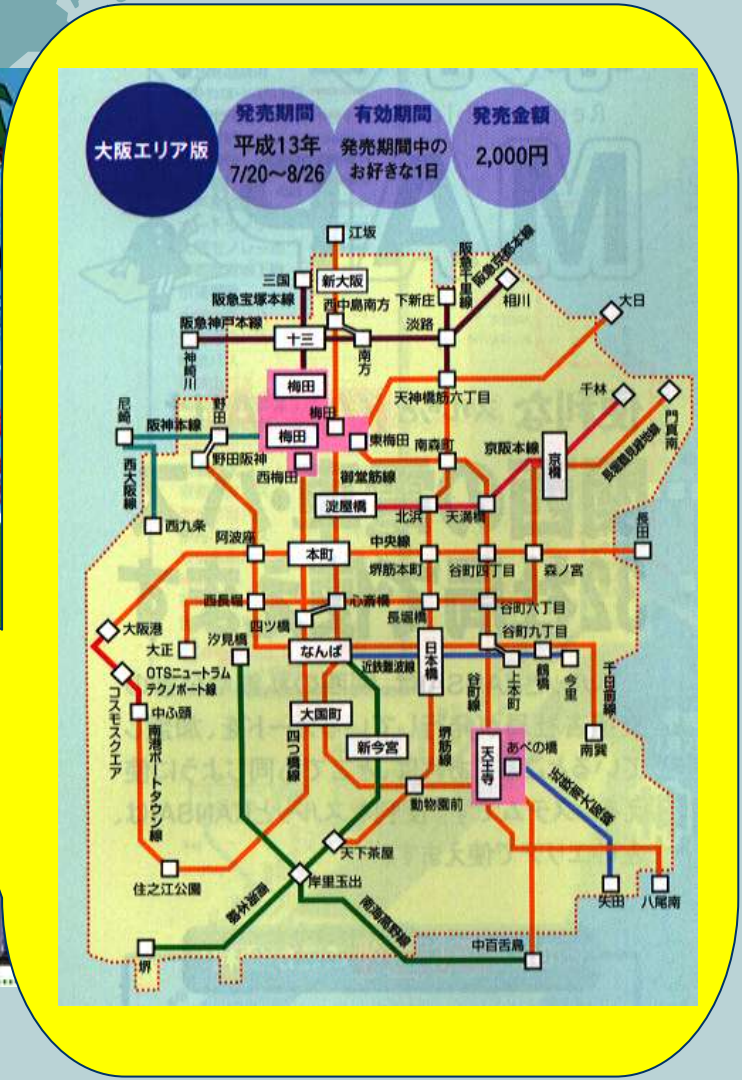 大阪エリア版
発売期間
平成13年
7/20〜8/26
有効期間
発売期間中の
お好きな1日
発売金額
2,000円
江坂
三国
新大阪
阪急宝塚本線
西中島南方
下新庄
阪急千里線
阪急京都本線
相川
大日
阪急神戸本線
十三
淡路
神崎川
南方
梅田
天神橋筋六丁目
千林
門真南
尼崎
阪神本線
野田
梅田
梅田
東梅田
南森町
京阪本線
京橋
長堀鶴見緑地線
野田阪神
西梅田
御堂筋線
西大阪線
淀屋橋
北浜
天満橋
西九条
阿波座
本町
中央線
堺筋本町
谷町四丁目
森ノ宮
長田
西長堀
四ツ橋
心斎橋
長堀橋
谷町六丁目
大阪港
大正
汐見橋
なんば
近鉄難波線
日本橋
谷町九丁目
谷町線
上本町
鶴橋
今里
千日前線
OTSニュートラム
テクノポート線
コスモスクエア
中ふ頭
南港ポートタウン線
大国町
四つ橋線
新今宮
堺筋線
天王寺
あべの橋
南巽
近鉄南大阪線
動物園前
天下茶屋
住之江公園
岸里玉出
矢田
八尾南
南海本線
南海高野線
堺
中百舌鳥